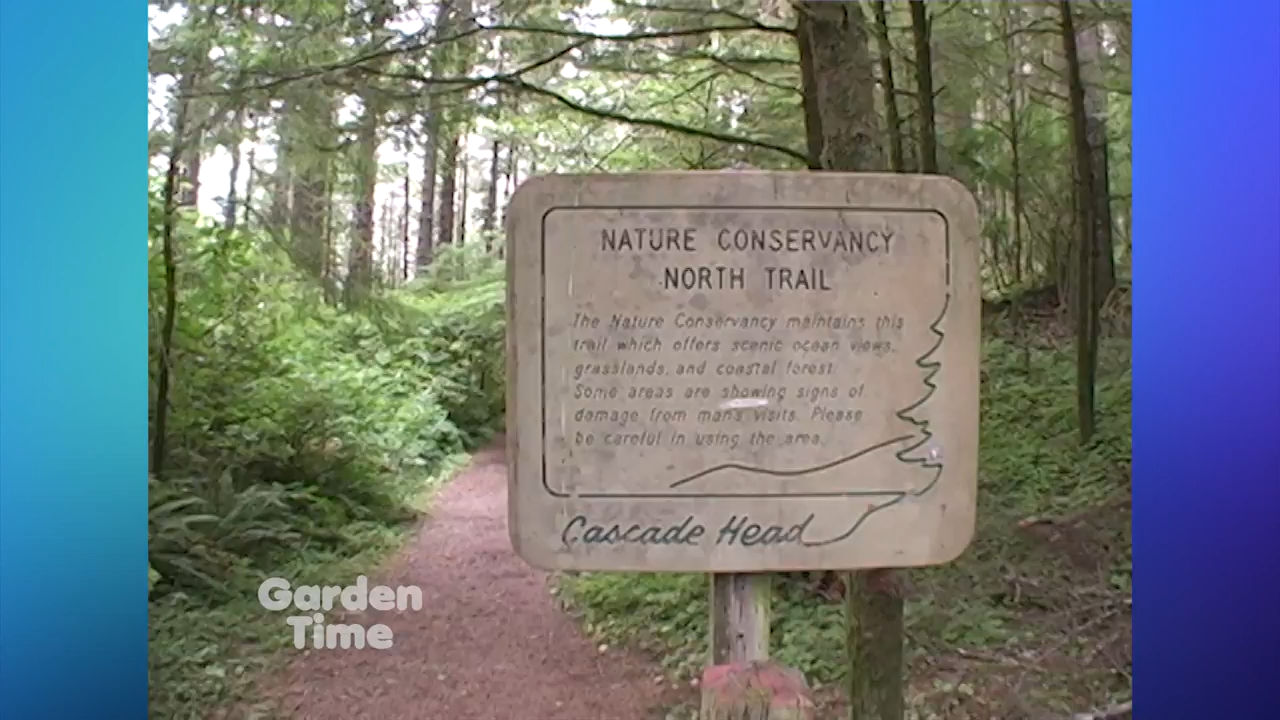 NATURE CONSERVANCY
NORTH TRAIL
The Nature Conservancy maintains this
trail which offers scenic ocean views,
grasslands, and coastal forest.
Some areas are showing signs of
damage from man's visits. Please
be careful in using the area.
Cascade Head
Garden
Time